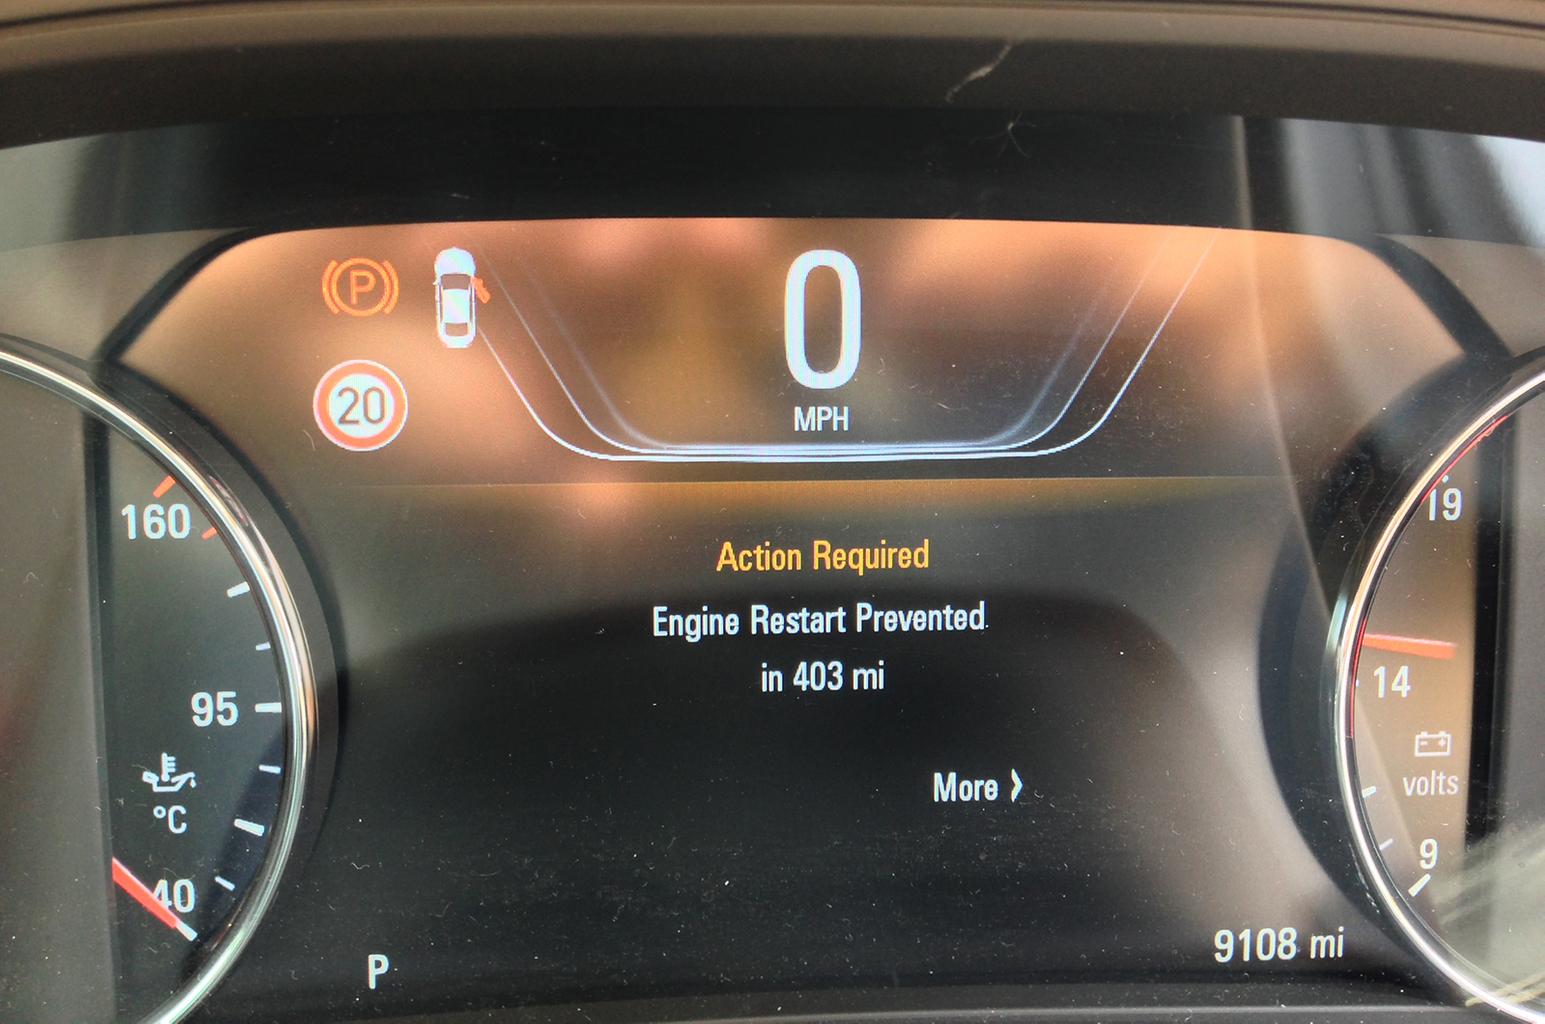 P
0
MPH
20
160
95
°C
40
Action Required
Engine Restart Prevented
in 403 mi
More ❭
19
14
volts
9
P
9108 mi